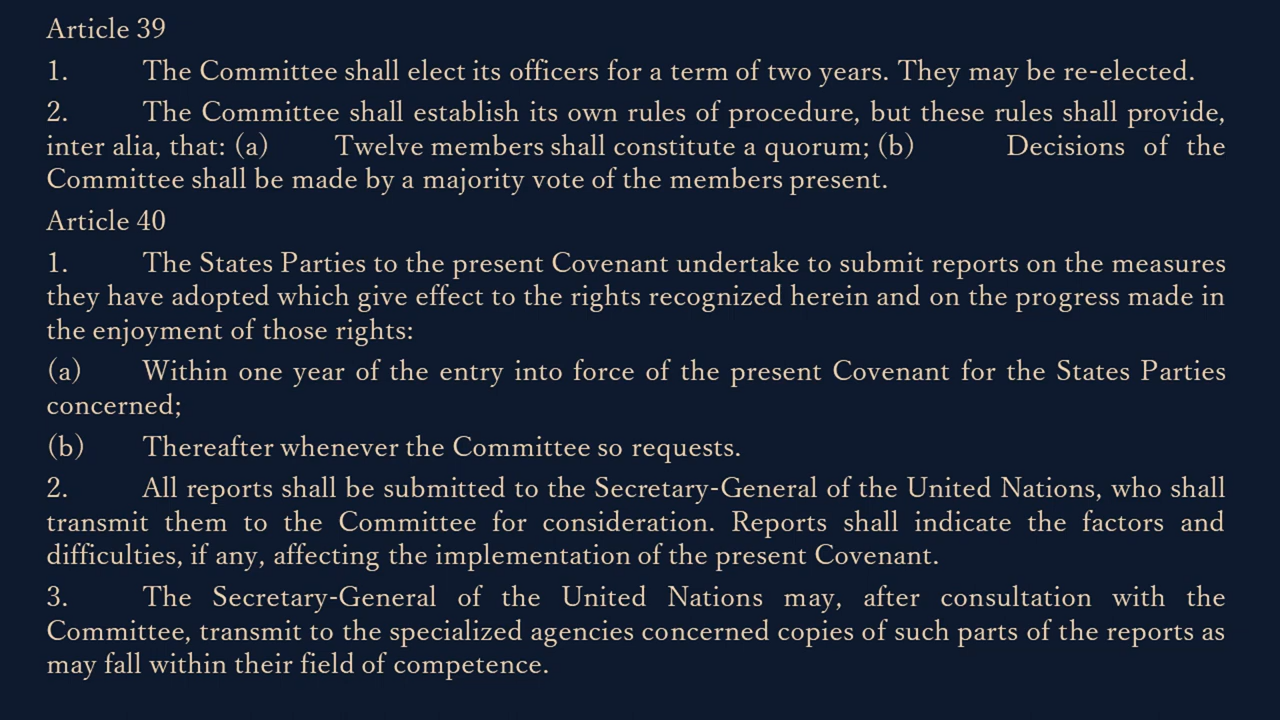 Article 39
1. The Committee shall elect its officers for a term of two years. They may be re-elected.
2. The Committee shall establish its own rules of procedure, but these rules shall provide,
inter alia, that: (a) Twelve members shall constitute a quorum; (b) Decisions of the
Committee shall be made by a majority vote of the members present.
Article 40
1. The States Parties to the present Covenant undertake to submit reports on the measures
they have adopted which give effect to the rights recognized herein and on the progress made in
the enjoyment of those rights:
(a) Within one year of the entry into force of the present Covenant for the States Parties
concerned;
(b) Thereafter whenever the Committee so requests.
2. All reports shall be submitted to the Secretary-General of the United Nations, who shall
transmit them to the Committee for consideration. Reports shall indicate the factors and
difficulties, if any, affecting the implementation of the present Covenant.
3. The Secretary-General of the United Nations may, after consultation with the
Committee, transmit to the specialized agencies concerned copies of such parts of the reports as
may fall within their field of competence.